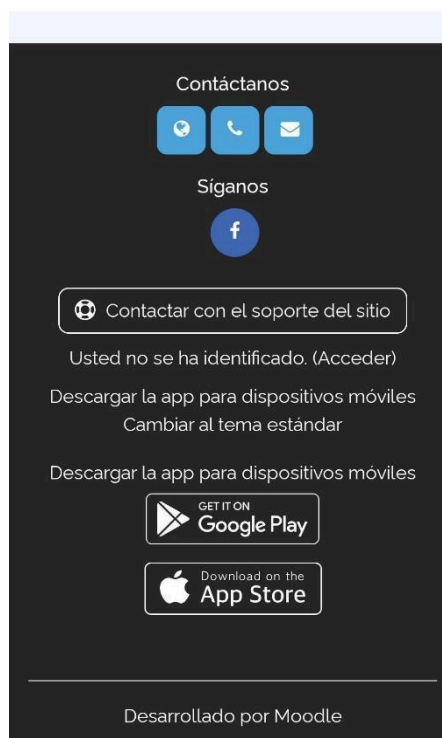 Contáctanos
Síganos
Contactar con el soporte del sitio
Usted no se ha identificado. (Acceder)
Descargar la app para dispositivos móviles
Cambiar al tema estándar
Descargar la app para dispositivos móviles
GET IT ON
Google Play
Download on the
App Store
Desarrollado por Moodle